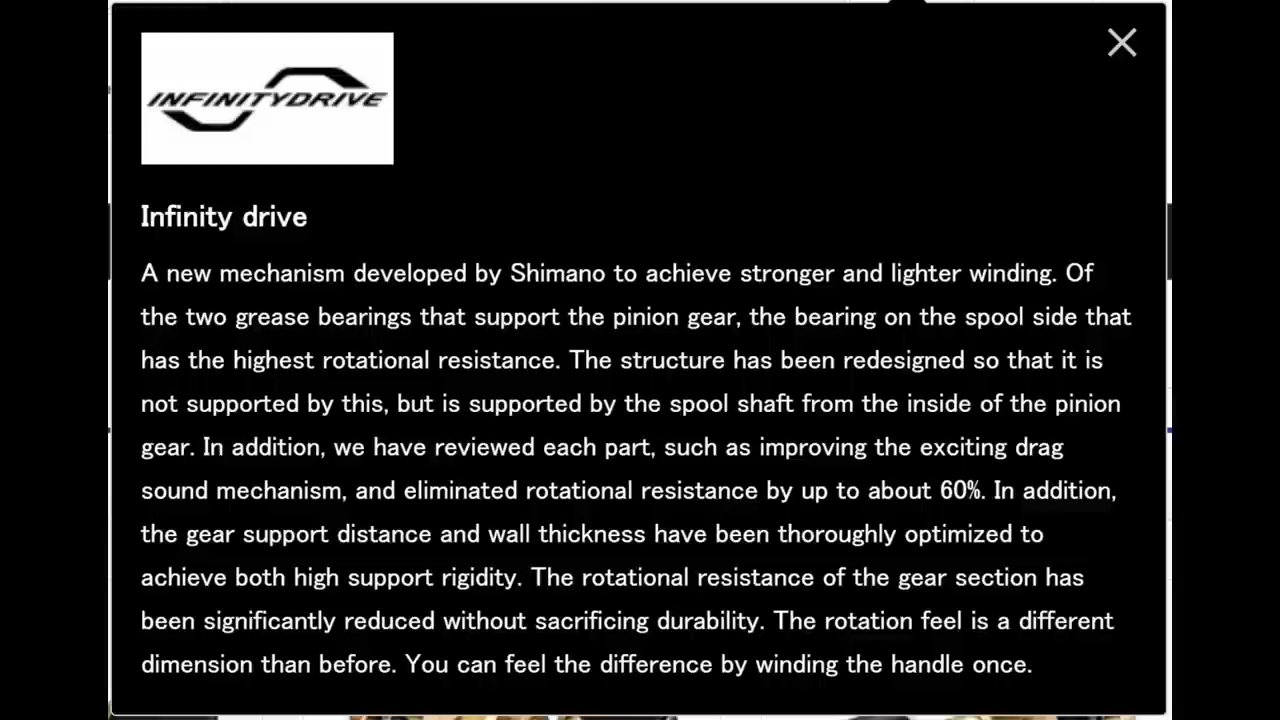 INFINITYDRIVE
Infinity drive
A new mechanism developed by Shimano to achieve stronger and lighter winding. Of
the two grease bearings that support the pinion gear, the bearing on the spool side that
has the highest rotational resistance. The structure has been redesigned so that it is
not supported by this, but is supported by the spool shaft from the inside of the pinion
gear. In addition, we have reviewed each part, such as improving the exciting drag
sound mechanism, and eliminated rotational resistance by up to about 60%. In addition,
the gear support distance and wall thickness have been thoroughly optimized to
achieve both high support rigidity. The rotational resistance of the gear section has
been significantly reduced without sacrificing durability. The rotation feel is a different
dimension than before. You can feel the difference by winding the handle once.